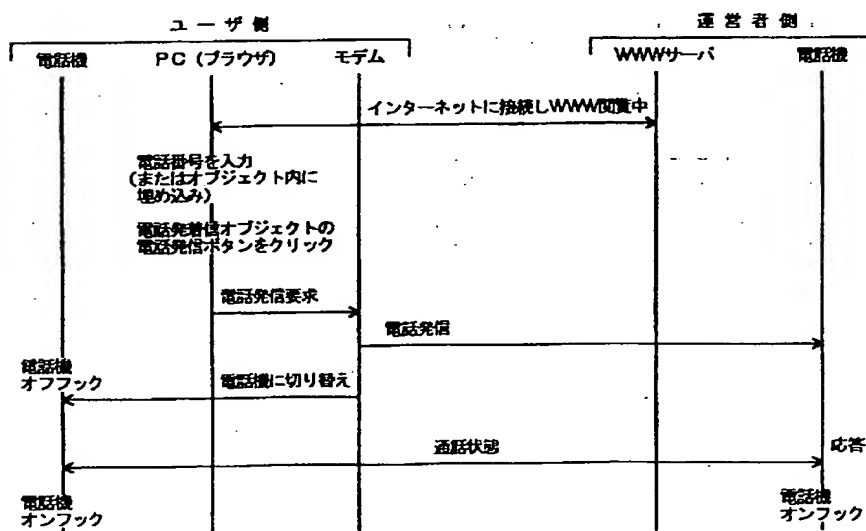 ユーザ側
運営者側
電話機
PC(ブラウザ)
モデム
WWWサーバ
電話機
インターネットに接続しWWW閲覧中
電話番号を入力
(またはオブジェクト内に
埋め込み)
電話発着信オブジェクトの
電話発信ボタンをクリック
電話発信要求
電話発信
電話機
オフフック
電話機に切り替え
通話状態
応答
電話機
オンフック
電話機
オンフック